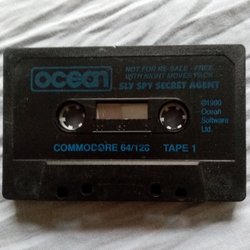 ocean
NOT FOR RE-SALE - FREE
WITH NIGHT MOVES PACK
SLY SPY SECRET AGENT
©1990
Ocean
Software
Ltd.
COMMODORE 64/128 TAPE 1